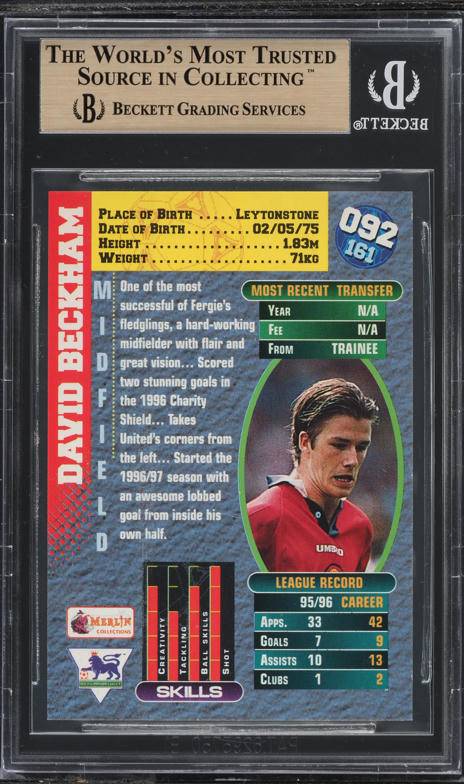 THE WORLD'S MOST TRUSTED
SOURCE IN COLLECTING™
BECKETT GRADING SERVICES
BECKETT®
DAVID BECKHAM
PLACE OF BIRTH ..... LEYTONSTONE
DATE OF BIRTH ........ 02/05/75
HEIGHT ..................... 1.83M
WEIGHT ..................... 71KG
092
161
MIDFIELD
One of the most
successful of Fergie's
fledglings, a hard-working
midfielder with flair and
great vision... Scored
two stunning goals in
the 1996 Charity
Shield... Takes
United's corners from
the left... Started the
1996/97 season with
an awesome lobbed
goal from inside his
own half.
MOST RECENT TRANSFER
YEAR N/A
FEE N/A
FROM TRAINEE
UMBRO
LEAGUE RECORD
95/96 CAREER
APPS. 33 42
GOALS 7 9
ASSISTS 10 13
CLUBS 1 2
CREATIVITY
TACKLING
BALL SKILLS
SHOT
SKILLS
MERLIN
COLLECTIONS